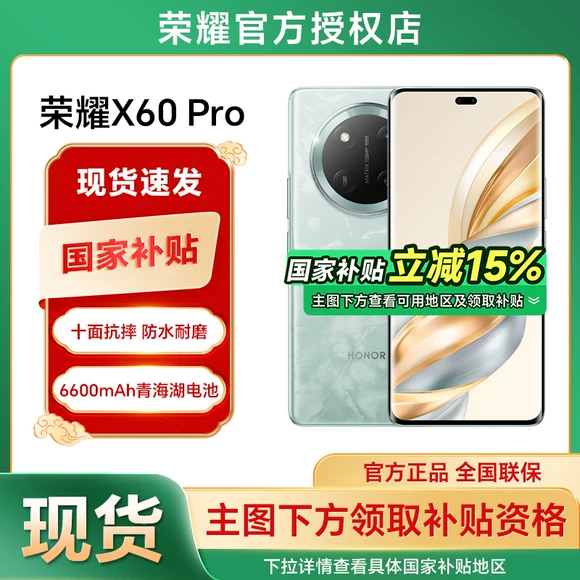 荣耀官方授权店
荣耀X60 Pro
现货速发
国家补贴
十面抗摔 防水耐磨
6600mAh青海湖电池
国家补贴 立减15%
主图下方查看可用地区及领取补贴
HONOR
官方正品 全国联保
现货
主图下方领取补贴资格
下拉详情查看具体国家补贴地区